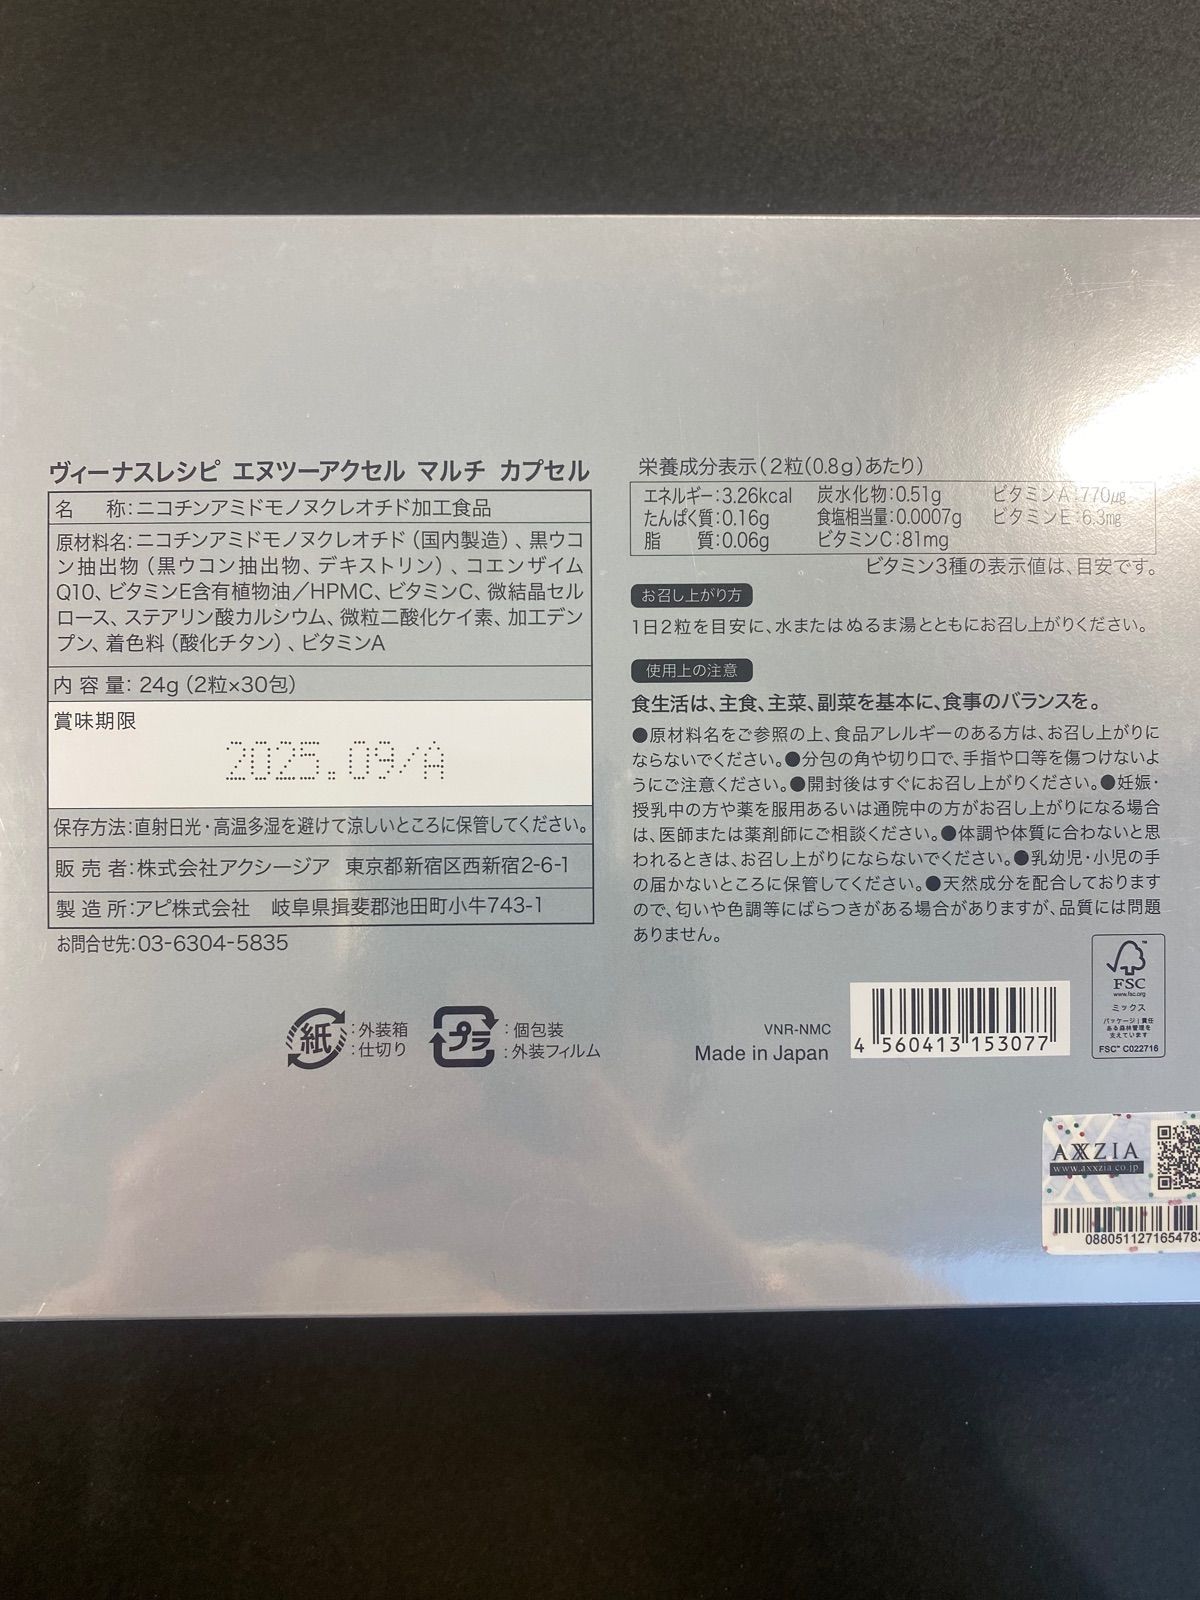 ヴィーナスレシピ エヌツーアクセル マルチ カプセル
名 称:ニコチンアミドモノヌクレオチド加工食品
原材料名:ニコチンアミドモノヌクレオチド(国内製造)、黒ウコ
ン抽出物(黒ウコン抽出物、デキストリン)、コエンザイム
Q10、ビタミンE含有植物油/HPMC、ビタミンC、微結晶セル
ロース、ステアリン酸カルシウム、微粒二酸化ケイ素、加工デン
プン、着色料(酸化チタン)、ビタミンA
内 容 量: 24g(2粒×30包)
賞味期限
2025.09/A
保存方法:直射日光・高温多湿を避けて涼しいところに保管してください。
販 売 者:株式会社アクシージア 東京都新宿区西新宿2-6-1
製 造 所:アピ株式会社 岐阜県揖斐郡池田町小牛743-1
お問合せ先:03-6304-5835
紙
:外装箱
:仕切り
プラ
:個包装
:外装フィルム
栄養成分表示(2粒(0.8g)あたり)
エネルギー:3.26kcal 炭水化物:0.51g ビタミンA:770μg
たんぱく質:0.16g 食塩相当量:0.0007g ビタミンE:6.3mg
脂 質:0.06g ビタミンC:81mg
ビタミン3種の表示値は、目安です。
お召し上がり方
1日2粒を目安に、水またはぬるま湯とともにお召し上がりください。
使用上の注意
食生活は、主食、主菜、副菜を基本に、食事のバランスを。
●原材料名をご参照の上、食品アレルギーのある方は、お召し上がりに
ならないでください。●分包の角や切り口で、手指や口等を傷つけないよ
うにご注意ください。●開封後はすぐにお召し上がりください。●妊娠・
授乳中の方や薬を服用あるいは通院中の方がお召し上がりになる場合
は、医師または薬剤師にご相談ください。●体調や体質に合わないと思
われるときは、お召し上がりにならないでください。●乳幼児・小児の手
の届かないところに保管してください。●天然成分を配合しております
ので、匂いや色調等にばらつきがある場合がありますが、品質には問題
ありません。
VNR-NMC
Made in Japan
4 560413 153077
FSC
www.fsc.org
ミックス
パッケージ | 責任
ある森林管理を
支えています
FSC™ C022716
AXXZIA
www.axxzia.co.jp
0880511271654783